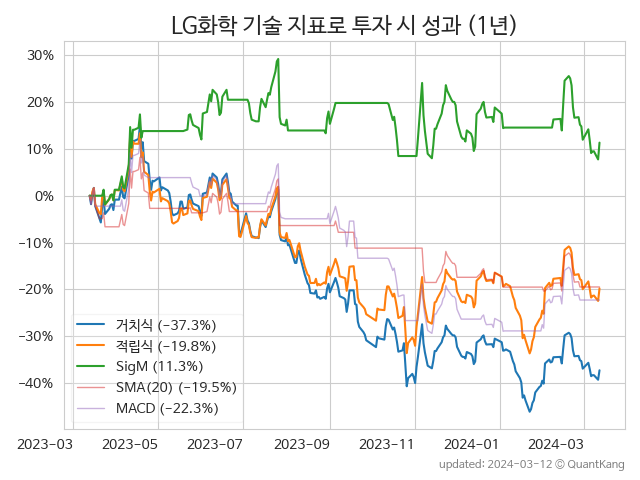 LG화학 기술 지표로 투자 시 성과 (1년)
30%
20%
10%
0%
−10%
−20%
−30%
−40%
거치식 (−37.3%)
적립식 (−19.8%)
SigM (11.3%)
SMA(20) (−19.5%)
MACD (−22.3%)
2023-03 2023-05 2023-07 2023-09 2023-11 2024-01 2024-03
updated: 2024-03-12 © QuantKang